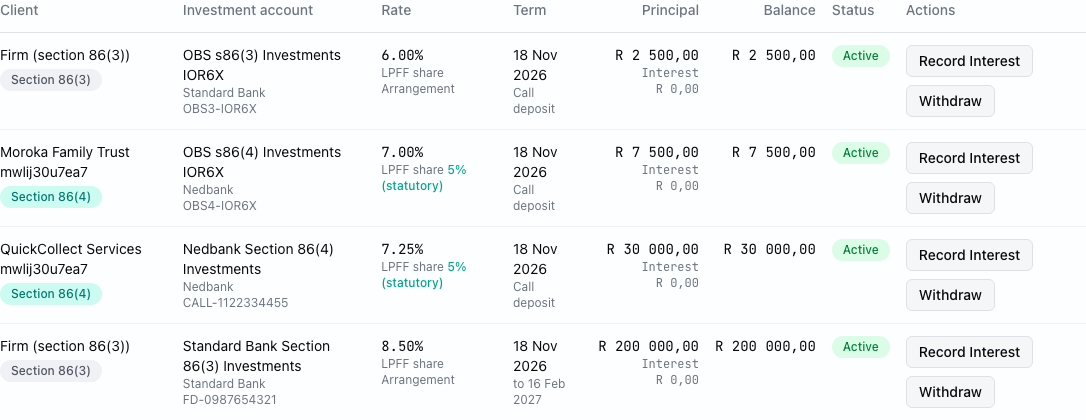 Client Investment account Rate Term Principal Balance Status Actions
Firm (section 86(3))
Section 86(3)
OBS s86(3) Investments
IOR6X
Standard Bank
OBS3-IOR6X
6.00%
LPFF share
Arrangement
18 Nov
2026
Call
deposit
R 2 500,00
Interest
R 0,00
R 2 500,00
Active
Record Interest
Withdraw
Moroka Family Trust
mwlij30u7ea7
Section 86(4)
OBS s86(4) Investments
IOR6X
Nedbank
OBS4-IOR6X
7.00%
LPFF share 5%
(statutory)
18 Nov
2026
Call
deposit
R 7 500,00
Interest
R 0,00
R 7 500,00
Active
Record Interest
Withdraw
QuickCollect Services
mwlij30u7ea7
Section 86(4)
Nedbank Section 86(4)
Investments
Nedbank
CALL-1122334455
7.25%
LPFF share 5%
(statutory)
18 Nov
2026
Call
deposit
R 30 000,00
Interest
R 0,00
R 30 000,00
Active
Record Interest
Withdraw
Firm (section 86(3))
Section 86(3)
Standard Bank Section
86(3) Investments
Standard Bank
FD-0987654321
8.50%
LPFF share
Arrangement
18 Nov
2026
to 16 Feb
2027
R 200 000,00
Interest
R 0,00
R 200 000,00
Active
Record Interest
Withdraw